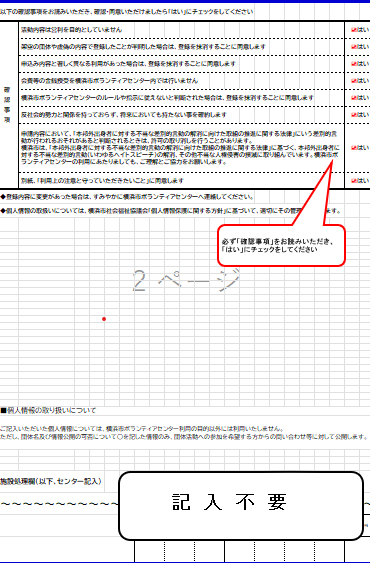 以下の確認事項をお読みいただき、確認・同意いただけましたら「はい」にチェックをしてください
活動内容は公利を目的としていません
はい
架空の団体や虚偽の内容で登録したことが判明した場合は、登録を抹消することに同意します
はい
申込み内容と著しく異なる利用があった場合は、登録を抹消することに同意します
はい
会費等の金銭授受を横浜市ボランティアセンター内では行いません
はい
確認事項
横浜市ボランティアセンターのルールや指示に従えないと判断された場合は、登録を抹消することに同意します
はい
反社会的勢力と関係を持っておらず、将来においても持たない事を確約します
はい
申請内容において、「本邦外出身者に対する不当な差別的言動の解消に向けた取組の推進に関する法律」にいう差別的言
動が行われるおそれがあると判断されるときは、許可の取り消しを行うことがあります。
横浜市は、「本邦外出身者に対する不当な差別的言動の解消に向けた取組の推進に関する法律」に基づく、本邦外出身者に
対する不当な差別的言動(いわゆるヘイトスピーチ)の解消、その他不当な人権侵害の撲滅に取り組んでいます。横浜市ボ
ランティアセンターの利用にあたりましても、ご理解とご協力をお願いします。
はい
別紙、「利用上の注意と守っていただきたいこと」に同意します
はい
◆登録内容に変更があった場合は、すみやかに横浜市ボランティアセンターへ連絡してください。
◆個人情報の取扱いについては、横浜市社会福祉協議会「個人情報保護に関する方針」に基づいて、適切にその管理
ます。
必ず「確認事項」をお読みいただき、
「はい」にチェックをしてください
2 ページ
■個人情報の取り扱いについて
ご記入いただいた個人情報については、横浜市ボランティアセンター利用の目的以外には利用いたしません。
ただし、団体名及び情報公開の可否について〇を記した情報のみ、団体活動への参加を希望する方からの問い合わせ等に対して公開します。
施設処理欄(以下、センター記入)
～～～～～～～～～～～～
記 入 不 要